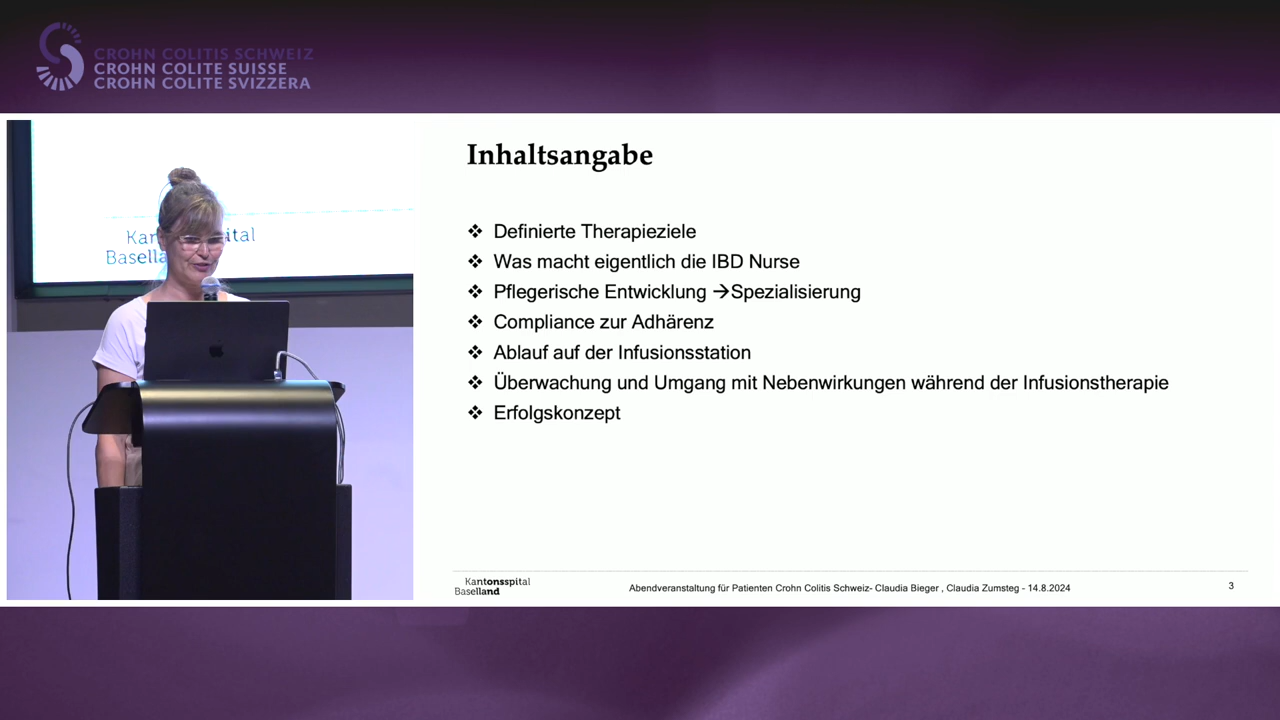 CROHN COLITIS SCHWEIZ
CROHN COLITE SUISSE
CROHN COLITE SVIZZERA
Inhaltsangabe
❖ Definierte Therapieziele
❖ Was macht eigentlich die IBD Nurse
❖ Pflegerische Entwicklung →Spezialisierung
❖ Compliance zur Adhärenz
❖ Ablauf auf der Infusionsstation
❖ Überwachung und Umgang mit Nebenwirkungen während der Infusionstherapie
❖ Erfolgskonzept
Kantonsspital
Baselland
Abendveranstaltung für Patienten Crohn Colitis Schweiz- Claudia Bieger , Claudia Zumsteg - 14.8.2024
3